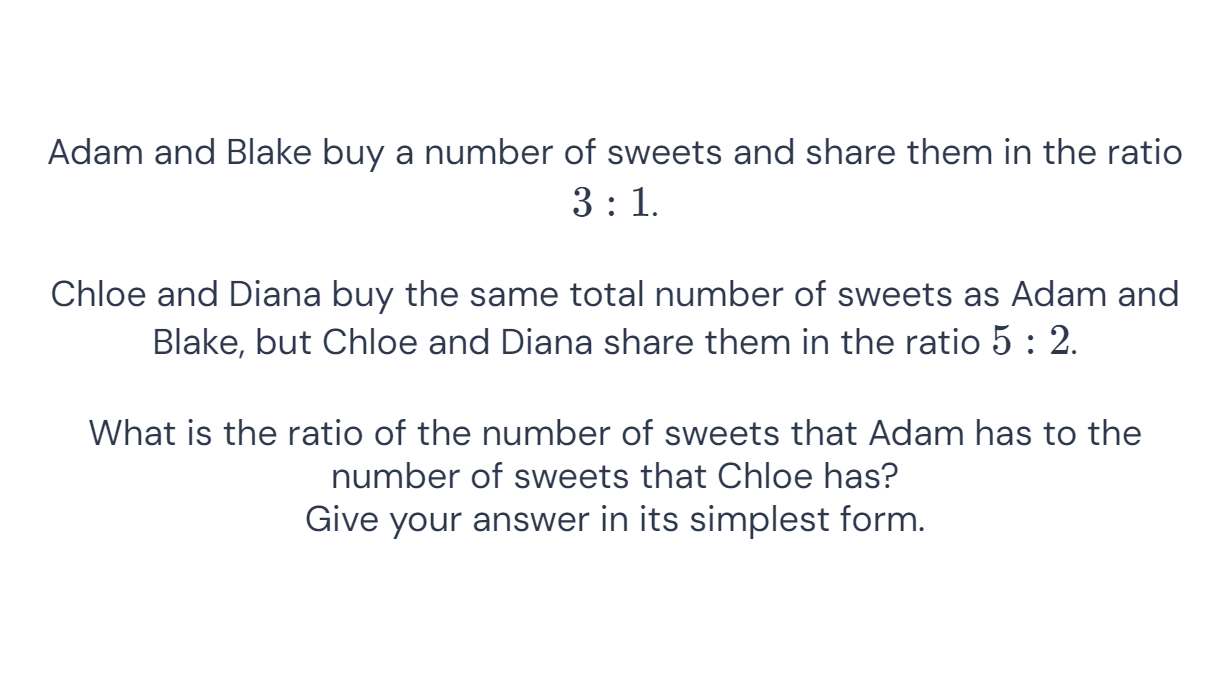 Adam and Blake buy a number of sweets and share them in the ratio
3 : 1.
Chloe and Diana buy the same total number of sweets as Adam and
Blake, but Chloe and Diana share them in the ratio 5 : 2.
What is the ratio of the number of sweets that Adam has to the
number of sweets that Chloe has?
Give your answer in its simplest form.